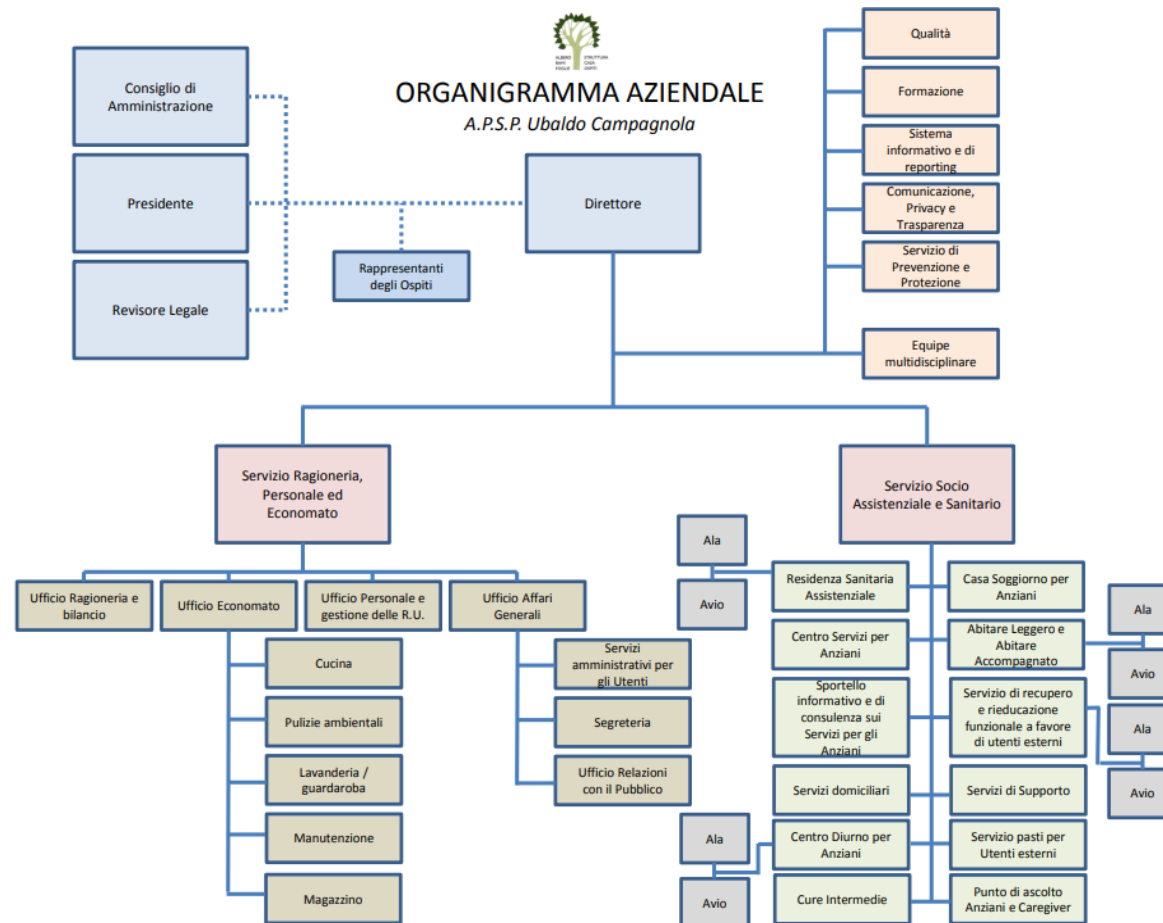 ALBERO STRUTTURA
RAMI CASA
FOGLIE OSPITI
ORGANIGRAMMA AZIENDALE
A.P.S.P. Ubaldo Campagnola
Consiglio di
Amministrazione
Presidente
Revisore Legale
Rappresentanti
degli Ospiti
Direttore
Qualità
Formazione
Sistema
informativo e di
reporting
Comunicazione,
Privacy e
Trasparenza
Servizio di
Prevenzione e
Protezione
Equipe
multidisciplinare
Servizio Ragioneria,
Personale ed
Economato
Ufficio Ragioneria e
bilancio
Ufficio Economato
Ufficio Personale e
gestione delle R.U.
Ufficio Affari
Generali
Cucina
Pulizie ambientali
Lavanderia /
guardaroba
Manutenzione
Magazzino
Servizi
amministrativi per
gli Utenti
Segreteria
Ufficio Relazioni
con il Pubblico
Servizio Socio
Assistenziale e Sanitario
Ala
Avio
Residenza Sanitaria
Assistenziale
Casa Soggiorno per
Anziani
Centro Servizi per
Anziani
Abitare Leggero e
Abitare
Accompagnato
Ala
Avio
Sportello
informativo e di
consulenza sui
Servizi per gli
Anziani
Servizio di recupero
e rieducazione
funzionale a favore
di utenti esterni
Ala
Avio
Servizi domiciliari
Servizi di Supporto
Ala
Avio
Centro Diurno per
Anziani
Servizio pasti per
Utenti esterni
Cure Intermedie
Punto di ascolto
Anziani e Caregiver